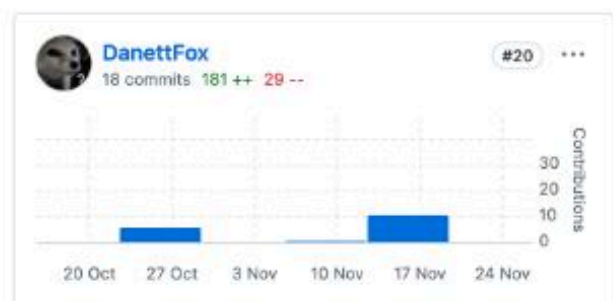 DanettFox
#20 ...
18 commits 181 ++ 29 --
30
20
10
0
Contributions
20 Oct 27 Oct 3 Nov 10 Nov 17 Nov 24 Nov